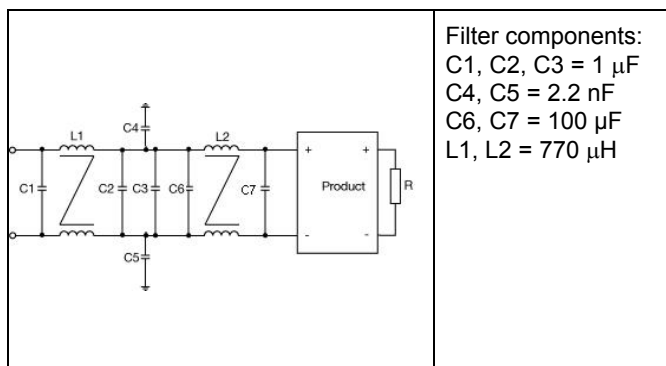 L1
C4
L2
C1
C2
C3
C6
C7
+
+
Product
R
-
-
C5
Filter components:
C1, C2, C3 = 1 μF
C4, C5 = 2.2 nF
C6, C7 = 100 µF
L1, L2 = 770 μH